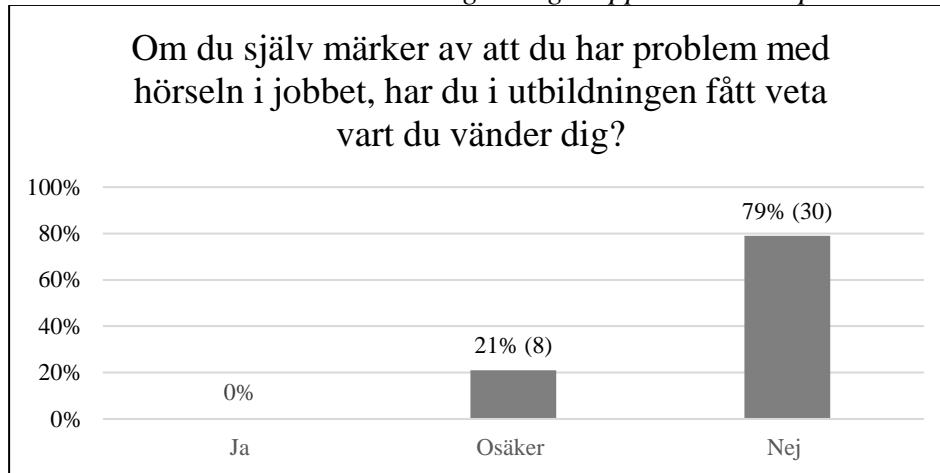 Om du själv märker av att du har problem med
hörseln i jobbet, har du i utbildningen fått veta
vart du vänder dig?
100%
80%
60%
40%
20%
0%
0%
21% (8)
79% (30)
Ja
Osäker
Nej